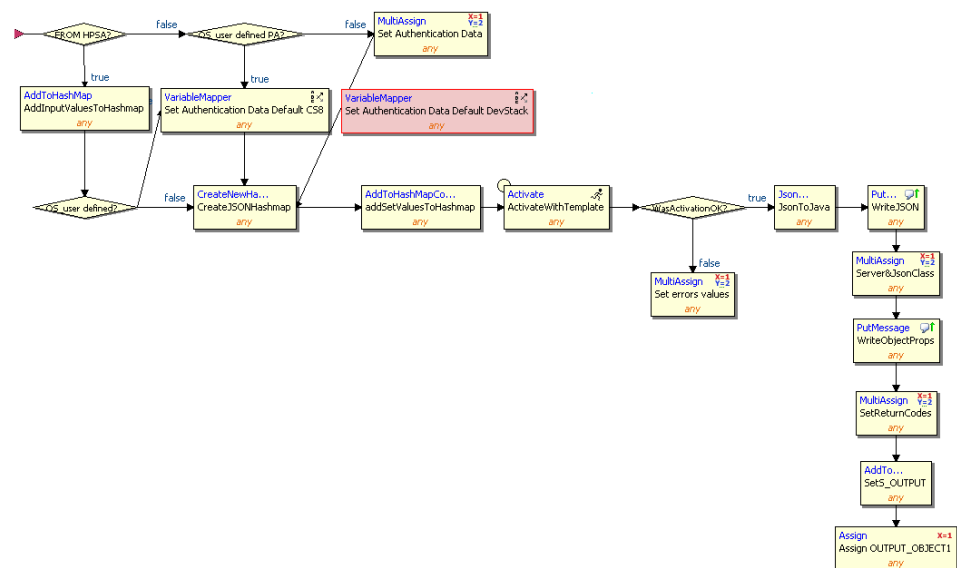 FROM HPSA?
false
OS_user defined PA?
false
MultiAssign X=1 Y=2
Set Authentication Data
any
true
true
AddToHashMap
AddInputValuesToHashmap
any
VariableMapper
Set Authentication Data Default CS8
any
VariableMapper
Set Authentication Data Default DevStack
any
OS_user defined?
false
CreateNewHa...
CreateJSONHashmap
any
AddToHashMapCo...
addSetValuesToHashmap
any
Activate
ActivateWithTemplate
any
WasActivationOK?
true
Json...
JsonToJava
any
Put...
WriteJSON
any
false
MultiAssign X=1 Y=2
Set errors values
any
MultiAssign X=1 Y=2
Server&JsonClass
any
PutMessage
WriteObjectProps
any
MultiAssign X=1 Y=2
SetReturnCodes
any
AddTo...
SetS_OUTPUT
any
Assign X=1
Assign OUTPUT_OBJECT1
any